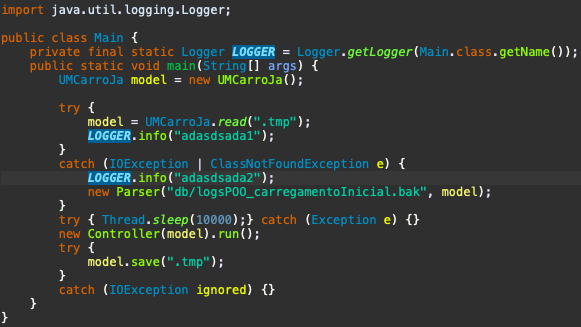 import java.util.logging.Logger;
public class Main {
    private final static Logger LOGGER = Logger.getLogger(Main.class.getName());
    public static void main(String[] args) {
        UMCarroJa model = new UMCarroJa();
        try {
            model = UMCarroJa.read(".tmp");
            LOGGER.info("adasdsada1");
        }
        catch (IOException | ClassNotFoundException e) {
            LOGGER.info("adasdsada2");
            new Parser("db/logsPOO_carregamentoInicial.bak", model);
        }
        try { Thread.sleep(10000);} catch (Exception e) {}
        new Controller(model).run();
        try {
            model.save(".tmp");
        }
        catch (IOException ignored) {}
    }
}